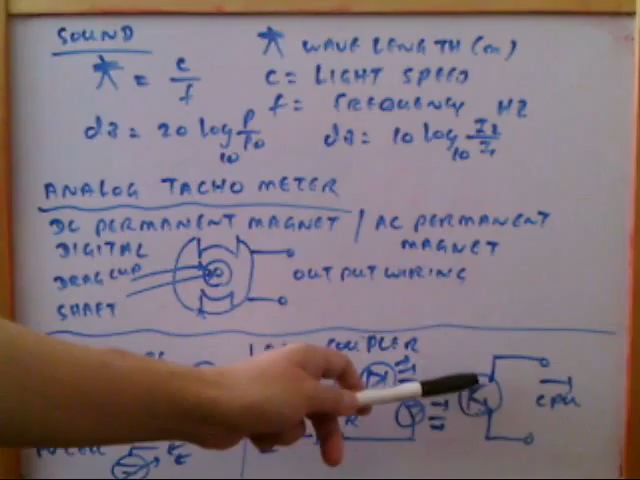 SOUND
λ = c/f
λ WAVE LENGTH (m)
C = LIGHT SPEED
f = FREQUENCY HZ
dB = 20 log10 P/P0
dB = 10 log10 I2/I1
ANALOG TACHO METER
DC PERMANENT MAGNET / AC PERMANENT MAGNET
DIGITAL
DRAG CUP
SHAFT
OUTPUT WIRING
COUPLER
CPU